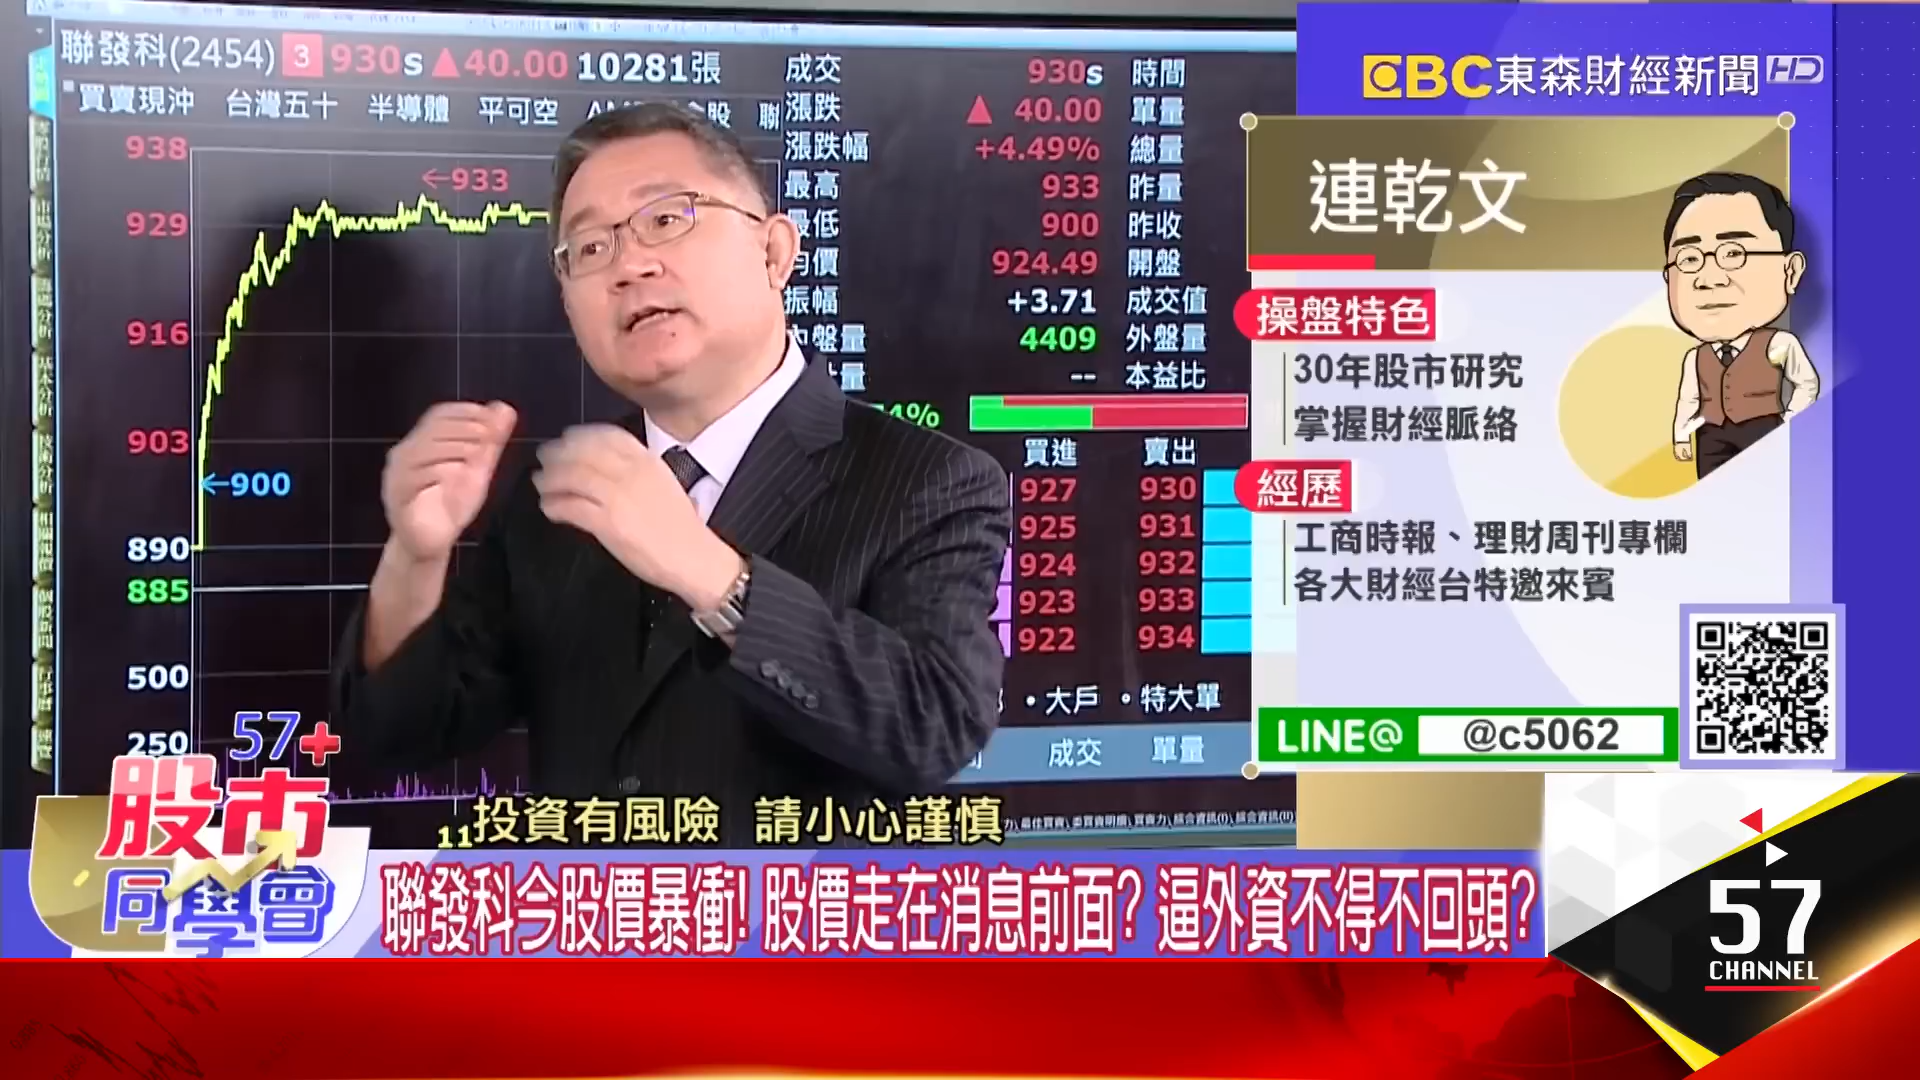 聯發科(2454) 3 930s ▲40.00 10281張
買賣現沖 台灣五十 半導體 平可空
938
929
916
903
890
885
500
250
←933
←900
成交 930s 時間
漲跌 ▲ 40.00 單量
漲跌幅 +4.49% 總量
最高 933 昨量
最低 900 昨收
均價 924.49 開盤
振幅 +3.71 成交值
內盤量 4409 外盤量
量 -- 本益比
買進 賣出
927 930
925 931
924 932
923 933
922 934
•大戶 •特大單
成交 單量
EBC東森財經新聞HD
連乾文
操盤特色
30年股市研究
掌握財經脈絡
經歷
工商時報、理財周刊專欄
各大財經台特邀來賓
LINE@ @c5062
57+
股市
同學會
11
投資有風險 請小心謹慎
聯發科今股價暴衝! 股價走在消息前面? 逼外資不得不回頭?
57
CHANNEL